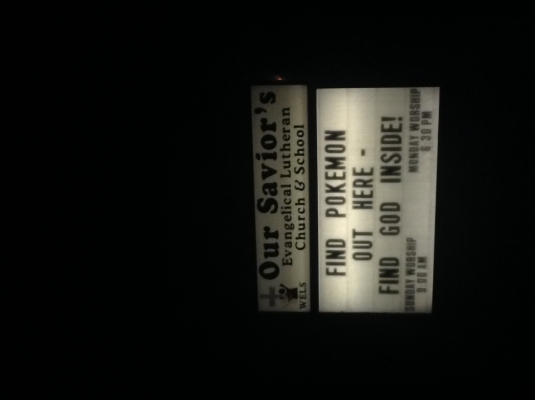 Our Savior's
Evangelical Lutheran
Church & School
WELS
FIND POKEMON
OUT HERE -
FIND GOD INSIDE!
SUNDAY WORSHIP
9:00 AM
MONDAY WORSHIP
6:30 PM